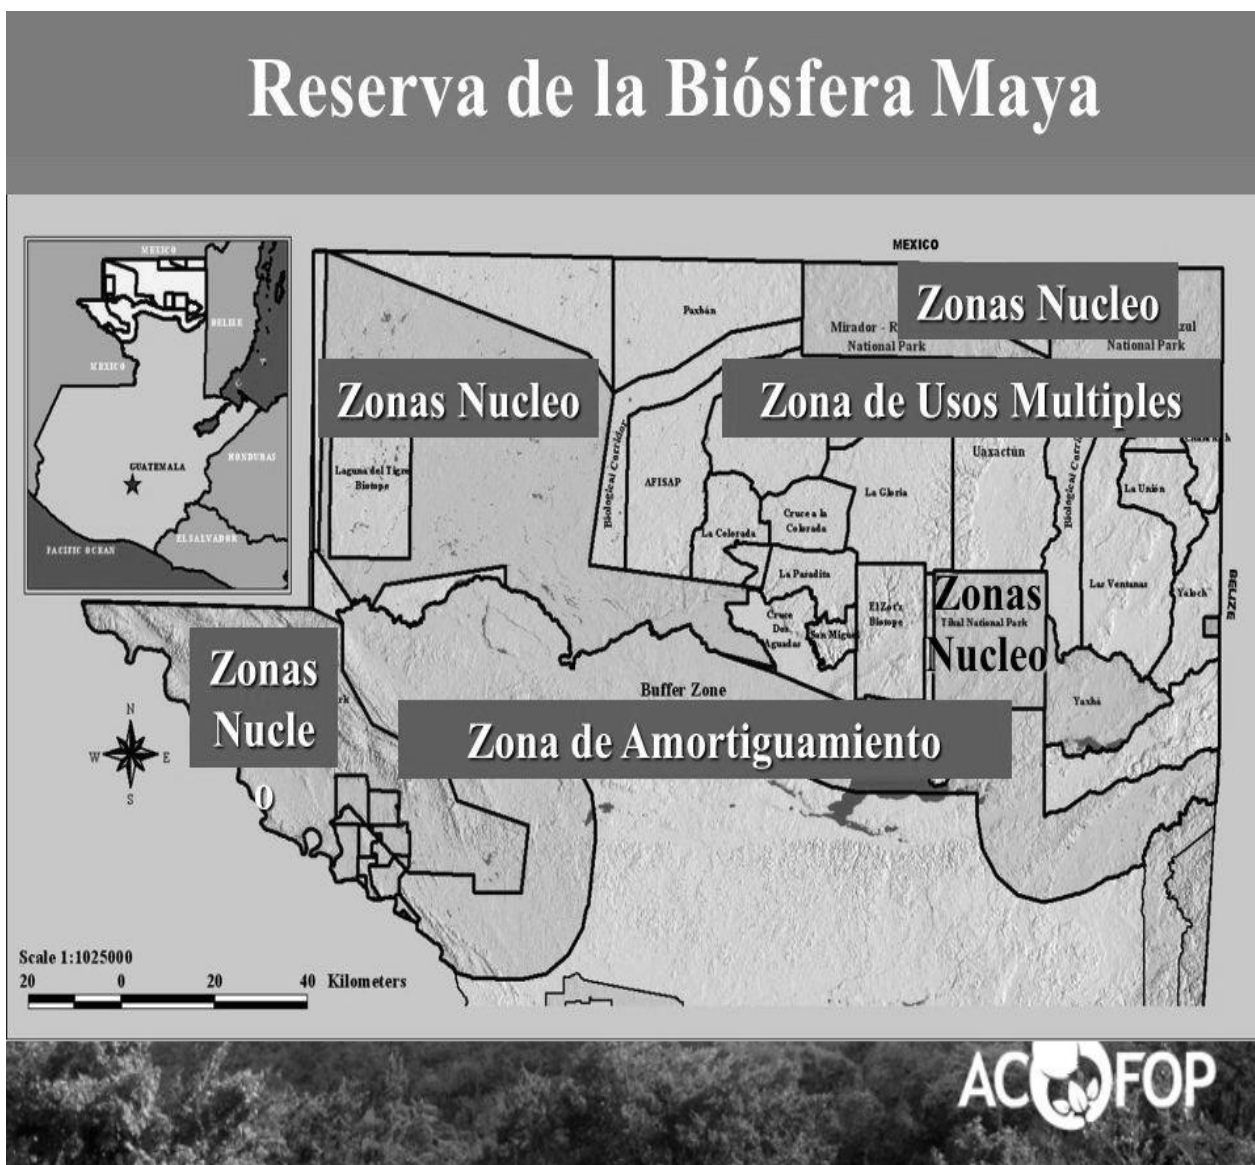 Reserva de la Biósfera Maya
MEXICO
MEXICO
BELIZE
MEXICO
GUATEMALA
HONDURAS
EL SALVADOR
PACIFIC OCEAN
Zonas Nucleo
Paxbán
Mirador - R
National Park
zul
National Park
Zonas Nucleo
Zona de Usos Multiples
Biological Corridor
Laguna del Tigre
Biotope
AFISAP
La Gloria
Uaxactún
Biological Corri
La Unión
Cruce a la
Colorada
La Colorada
La Pasadita
Las Ventanas
Yaloch
BELIZE
El Zotz
Biotope
Zonas
Tikal National Park
Nucleo
Cruce
Dos
Aguadas
San Miguel
Zonas
Nucle
o
rk
Buffer Zone
Yaxhá
Zona de Amortiguamiento
N
W
E
S
Scale 1:1025000
20 0 20 40 Kilometers
ACOFOP